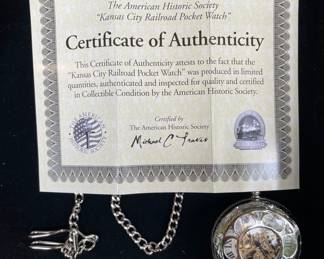 The American Historic Society
"Kansas City Railroad Pocket Watch"
Certificate of Authenticity
This Certificate of Authenticity attests to the fact that the
"Kansas City Railroad Pocket Watch" was produced in limited
quantities, authenticated and inspected for quality and certified
in Collectible Condition by the American Historic Society.
Certified by
The American Historic Society